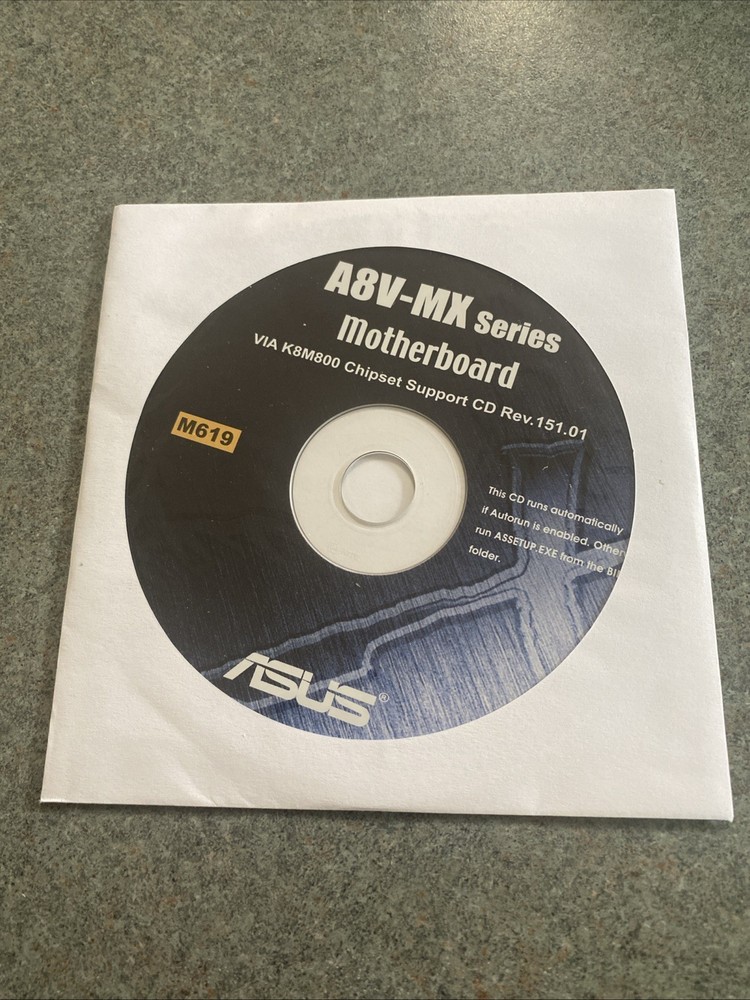 A8V-MX Series
Motherboard
VIA K8M800 Chipset Support CD Rev.151.01
M619
This CD runs automatically
if Autorun is enabled.
run ASSETUP.EXE from the
folder.
ASUS®